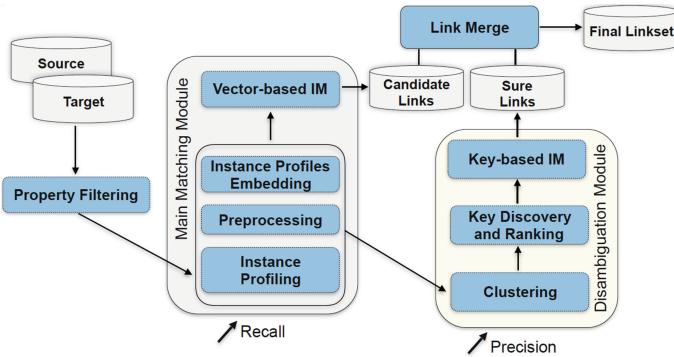 Source
Target
Property Filtering
Main Matching Module
Vector-based IM
Instance Profiles
Embedding
Preprocessing
Instance
Profiling
Recall
Link Merge
Final Linkset
Candidate
Links
Sure
Links
Disambiguation Module
Key-based IM
Key Discovery
and Ranking
Clustering
Precision